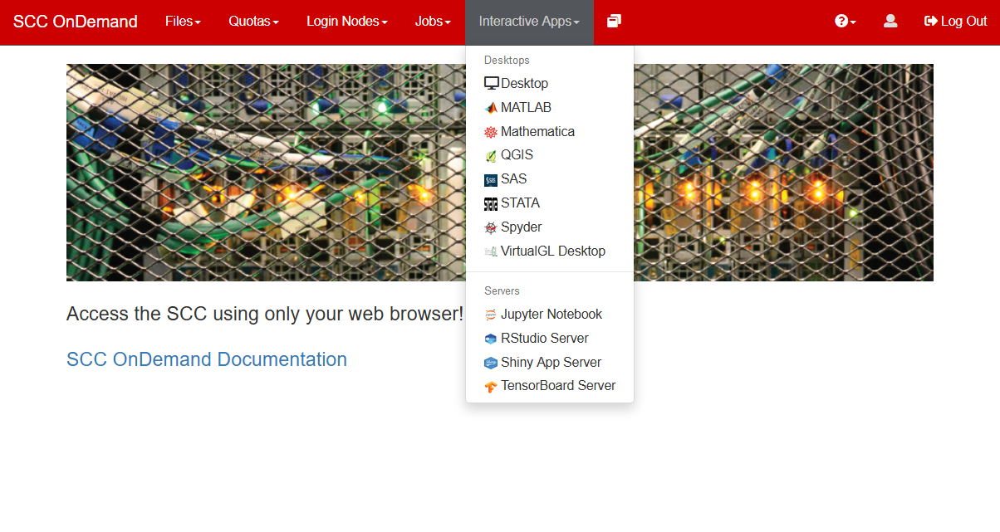 SCC OnDemand Files Quotas Login Nodes Jobs Interactive Apps Log Out
Desktops
Desktop
MATLAB
Mathematica
QGIS
SAS
STATA
Spyder
VirtualGL Desktop
Servers
Jupyter Notebook
RStudio Server
Shiny App Server
TensorBoard Server
Access the SCC using only your web browser!
SCC OnDemand Documentation